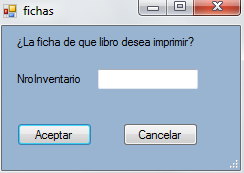 fichas
¿La ficha de que libro desea imprimir?
NroInventario
Aceptar
Cancelar